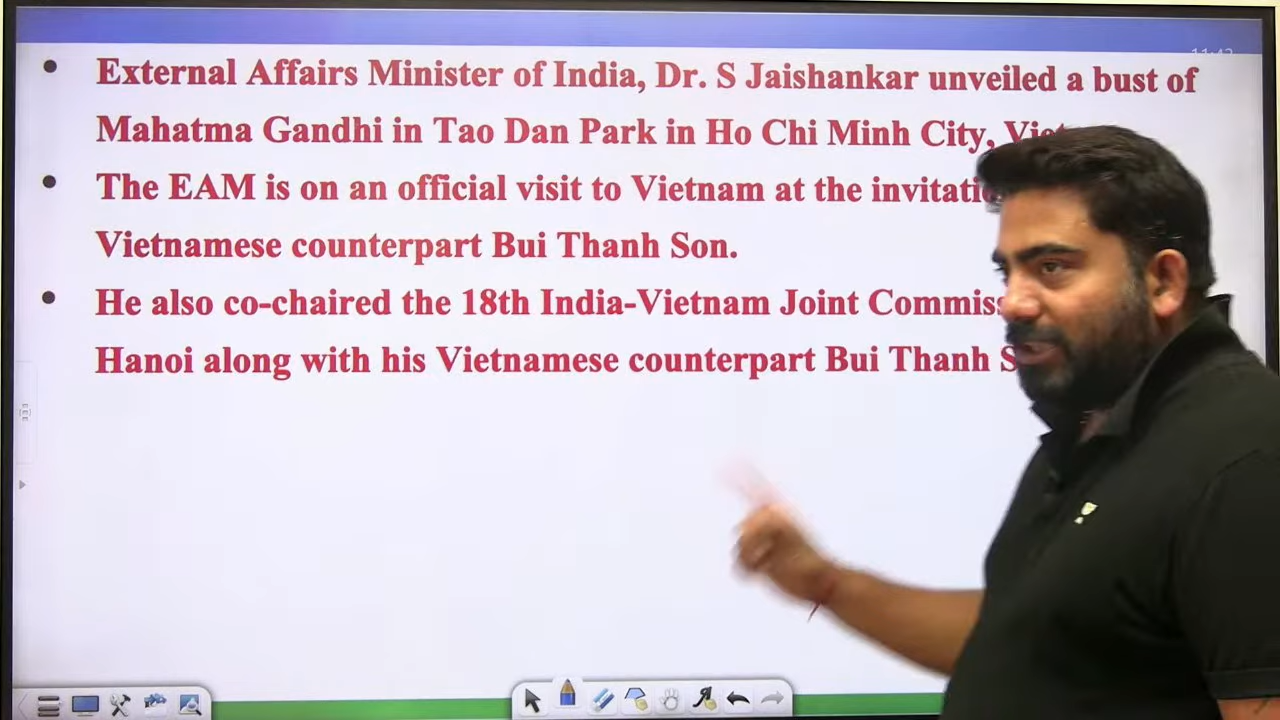 11:43
• External Affairs Minister of India, Dr. S Jaishankar unveiled a bust of
Mahatma Gandhi in Tao Dan Park in Ho Chi Minh City,
• The EAM is on an official visit to Vietnam at the
Vietnamese counterpart Bui Thanh Son.
• He also co-chaired the 18th India-Vietnam Joint
Hanoi along with his Vietnamese counterpart Bui Thanh